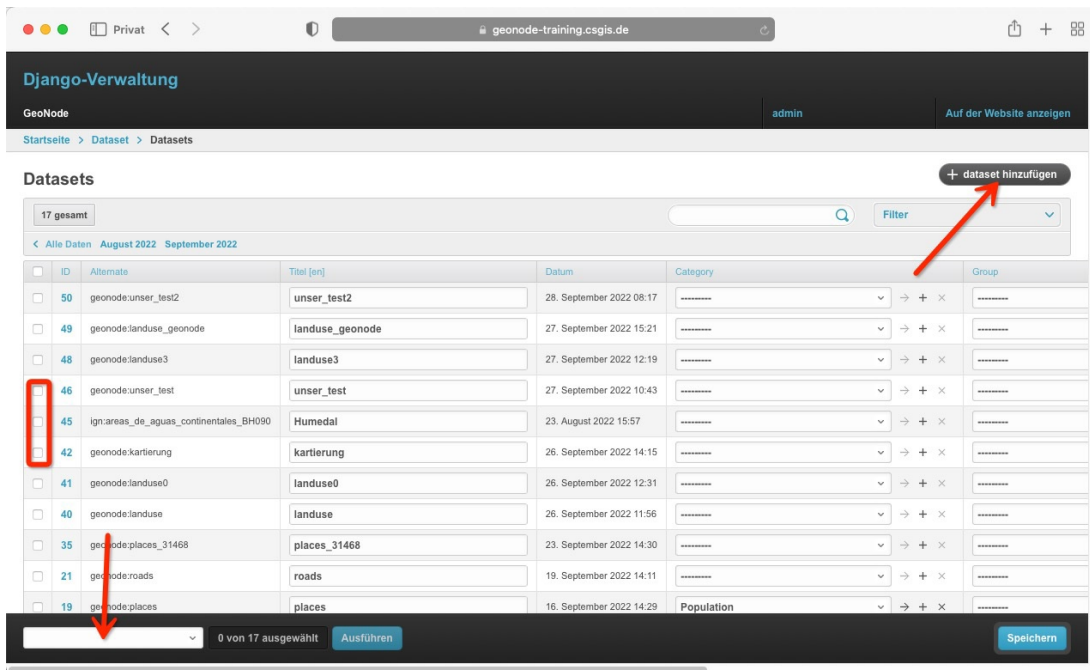 Privat
geonode-training.csgis.de
Django-Verwaltung
GeoNode admin Auf der Website anzeigen
Startseite > Dataset > Datasets
Datasets + dataset hinzufügen
17 gesamt Filter
< Alle Daten August 2022 September 2022
ID Alternate Titel [en] Datum Category Group
50 geonode:unser_test2 unser_test2 28. September 2022 08:17 --------- ---------
49 geonode:landuse_geonode landuse_geonode 27. September 2022 15:21 --------- ---------
48 geonode:landuse3 landuse3 27. September 2022 12:19 --------- ---------
46 geonode:unser_test unser_test 27. September 2022 10:43 --------- ---------
45 ign:areas_de_aguas_continentales_BH090 Humedal 23. August 2022 15:57 --------- ---------
42 geonode:kartierung kartierung 26. September 2022 14:15 --------- ---------
41 geonode:landuse0 landuse0 26. September 2022 12:31 --------- ---------
40 geonode:landuse landuse 26. September 2022 11:56 --------- ---------
35 geonode:places_31468 places_31468 23. September 2022 14:30 --------- ---------
21 geonode:roads roads 19. September 2022 14:11 --------- ---------
19 geonode:places places 16. September 2022 14:29 Population ---------
0 von 17 ausgewählt Ausführen Speichern